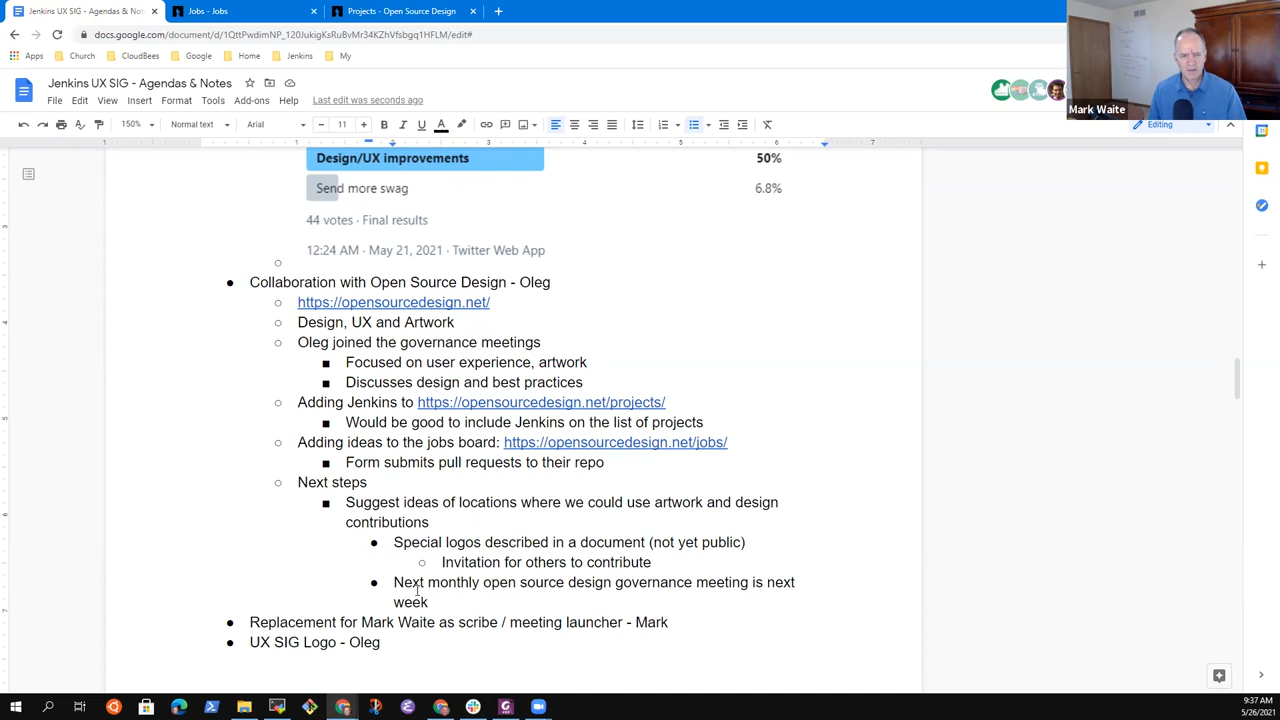 Jenkins UX SIG - Agendas & Not
Jobs - Jobs
Projects - Open Source Design
docs.google.com/document/d/1QttPwdimNP_120JukigKsRuBvMr34KZhVfsbgq1HFLM/edit#
Apps
Church
CloudBees
Google
Home
Jenkins
My
Jenkins UX SIG - Agendas & Notes
File Edit View Insert Format Tools Add-ons Help Last edit was seconds ago
Mark Waite
150% Normal text Arial 11 Editing
1 1 2 3 4 5 6 7
Design/UX improvements 50%
Send more swag 6.8%
44 votes · Final results
12:24 AM · May 21, 2021 · Twitter Web App
Collaboration with Open Source Design - Oleg
https://opensourcedesign.net/
Design, UX and Artwork
Oleg joined the governance meetings
Focused on user experience, artwork
Discusses design and best practices
Adding Jenkins to https://opensourcedesign.net/projects/
Would be good to include Jenkins on the list of projects
Adding ideas to the jobs board: https://opensourcedesign.net/jobs/
Form submits pull requests to their repo
Next steps
Suggest ideas of locations where we could use artwork and design
contributions
Special logos described in a document (not yet public)
Invitation for others to contribute
Next monthly open source design governance meeting is next
week
Replacement for Mark Waite as scribe / meeting launcher - Mark
UX SIG Logo - Oleg
9:37 AM
5/26/2021